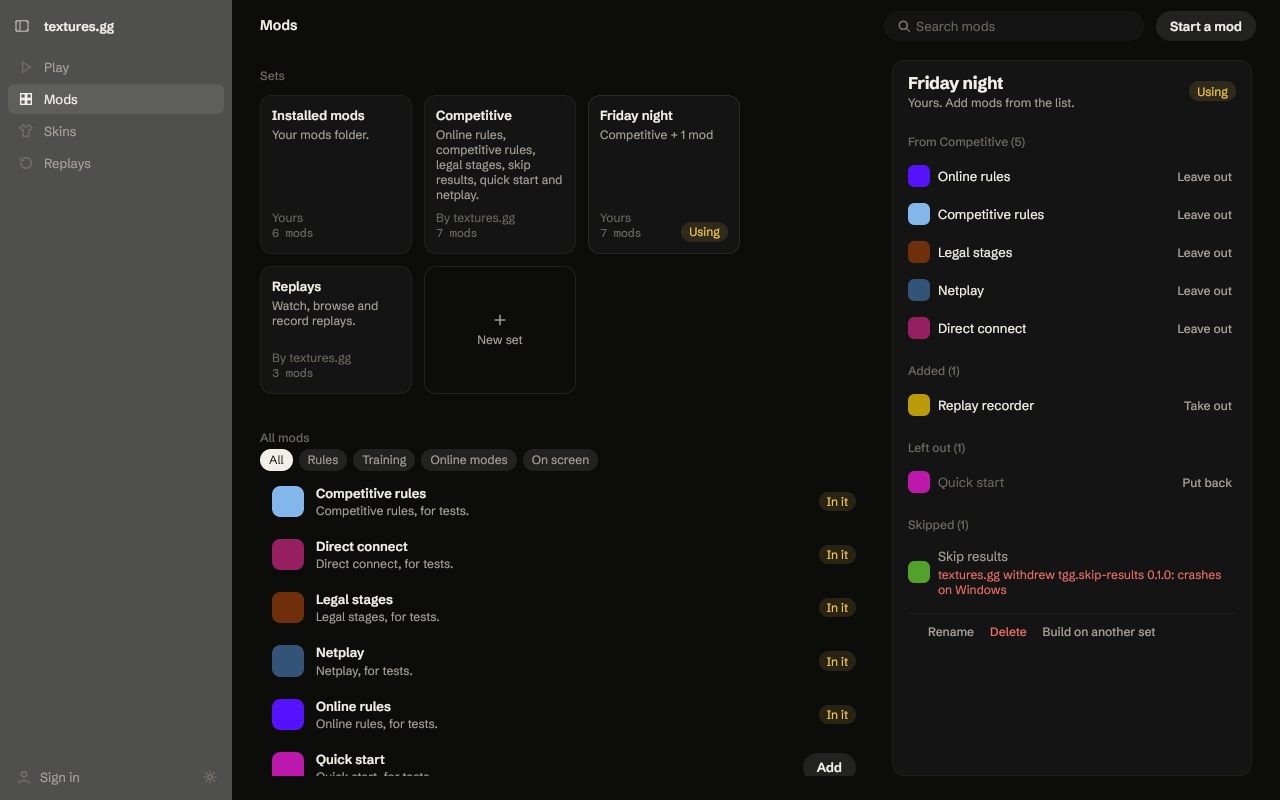 textures.gg
Play
Mods
Skins
Replays
Sign in
Mods
Search mods
Start a mod
Sets
Installed mods
Your mods folder.
Yours
6 mods
Competitive
Online rules,
competitive rules,
legal stages, skip
results, quick start and
netplay.
By textures.gg
7 mods
Friday night
Competitive + 1 mod
Yours
7 mods
Using
Replays
Watch, browse and
record replays.
By textures.gg
3 mods
New set
All mods
All
Rules
Training
Online modes
On screen
Competitive rules
Competitive rules, for tests.
In it
Direct connect
Direct connect, for tests.
In it
Legal stages
Legal stages, for tests.
In it
Netplay
Netplay, for tests.
In it
Online rules
Online rules, for tests.
In it
Quick start
Quick start, for tests.
Add
Friday night
Yours. Add mods from the list.
Using
From Competitive (5)
Online rules Leave out
Competitive rules Leave out
Legal stages Leave out
Netplay Leave out
Direct connect Leave out
Added (1)
Replay recorder Take out
Left out (1)
Quick start Put back
Skipped (1)
Skip results
textures.gg withdrew tgg.skip-results 0.1.0: crashes
on Windows
Rename Delete Build on another set